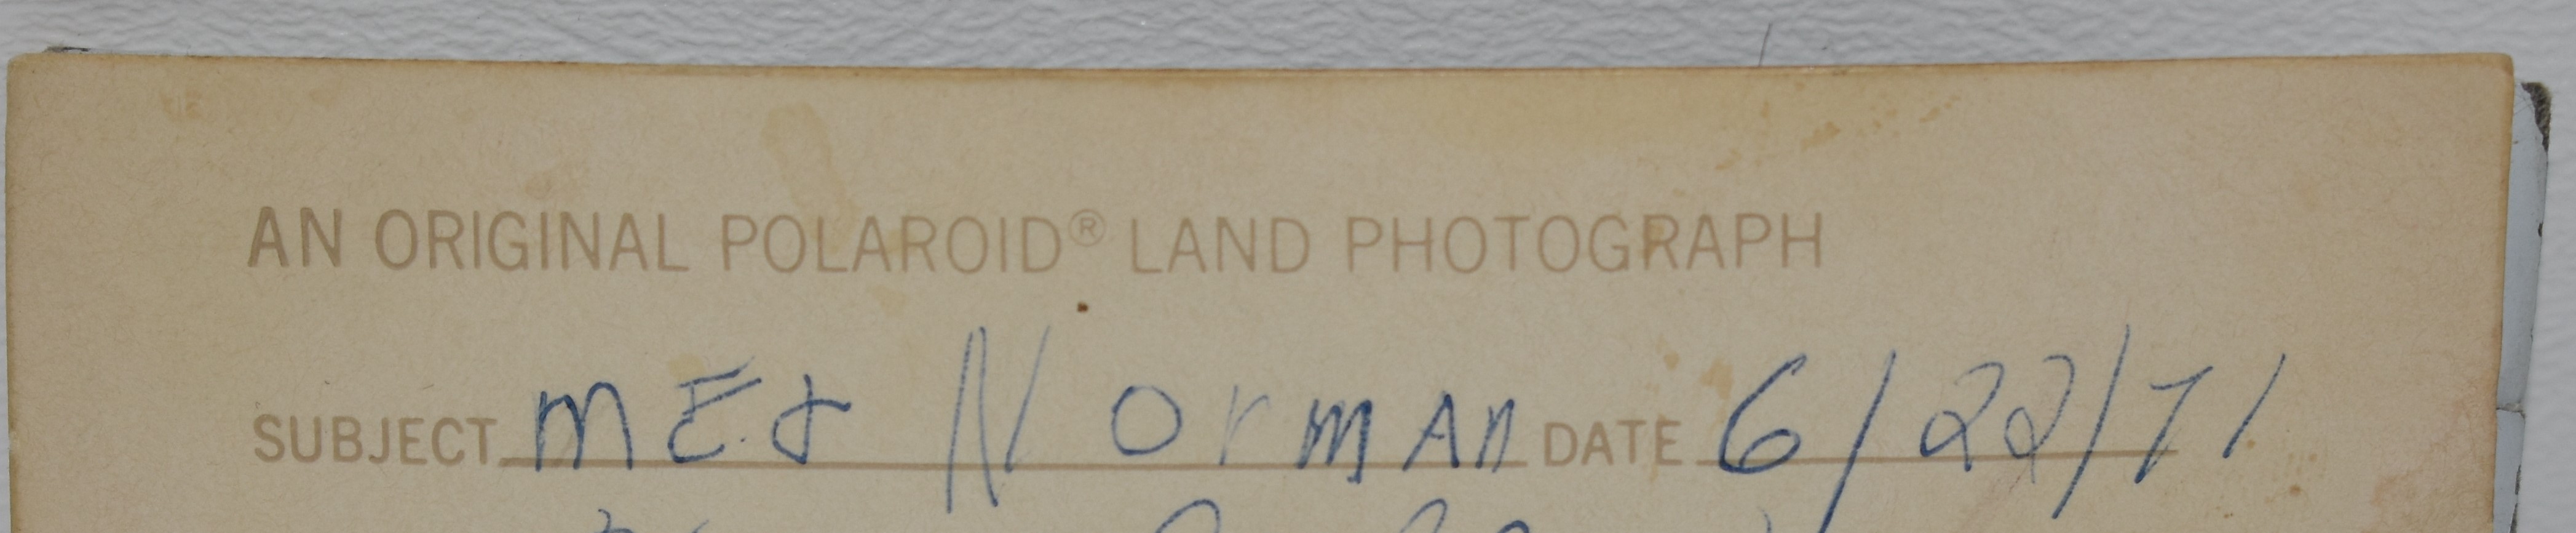 AN ORIGINAL POLAROID® LAND PHOTOGRAPH
SUBJECT mE & NOrmAn DATE 6/22/71